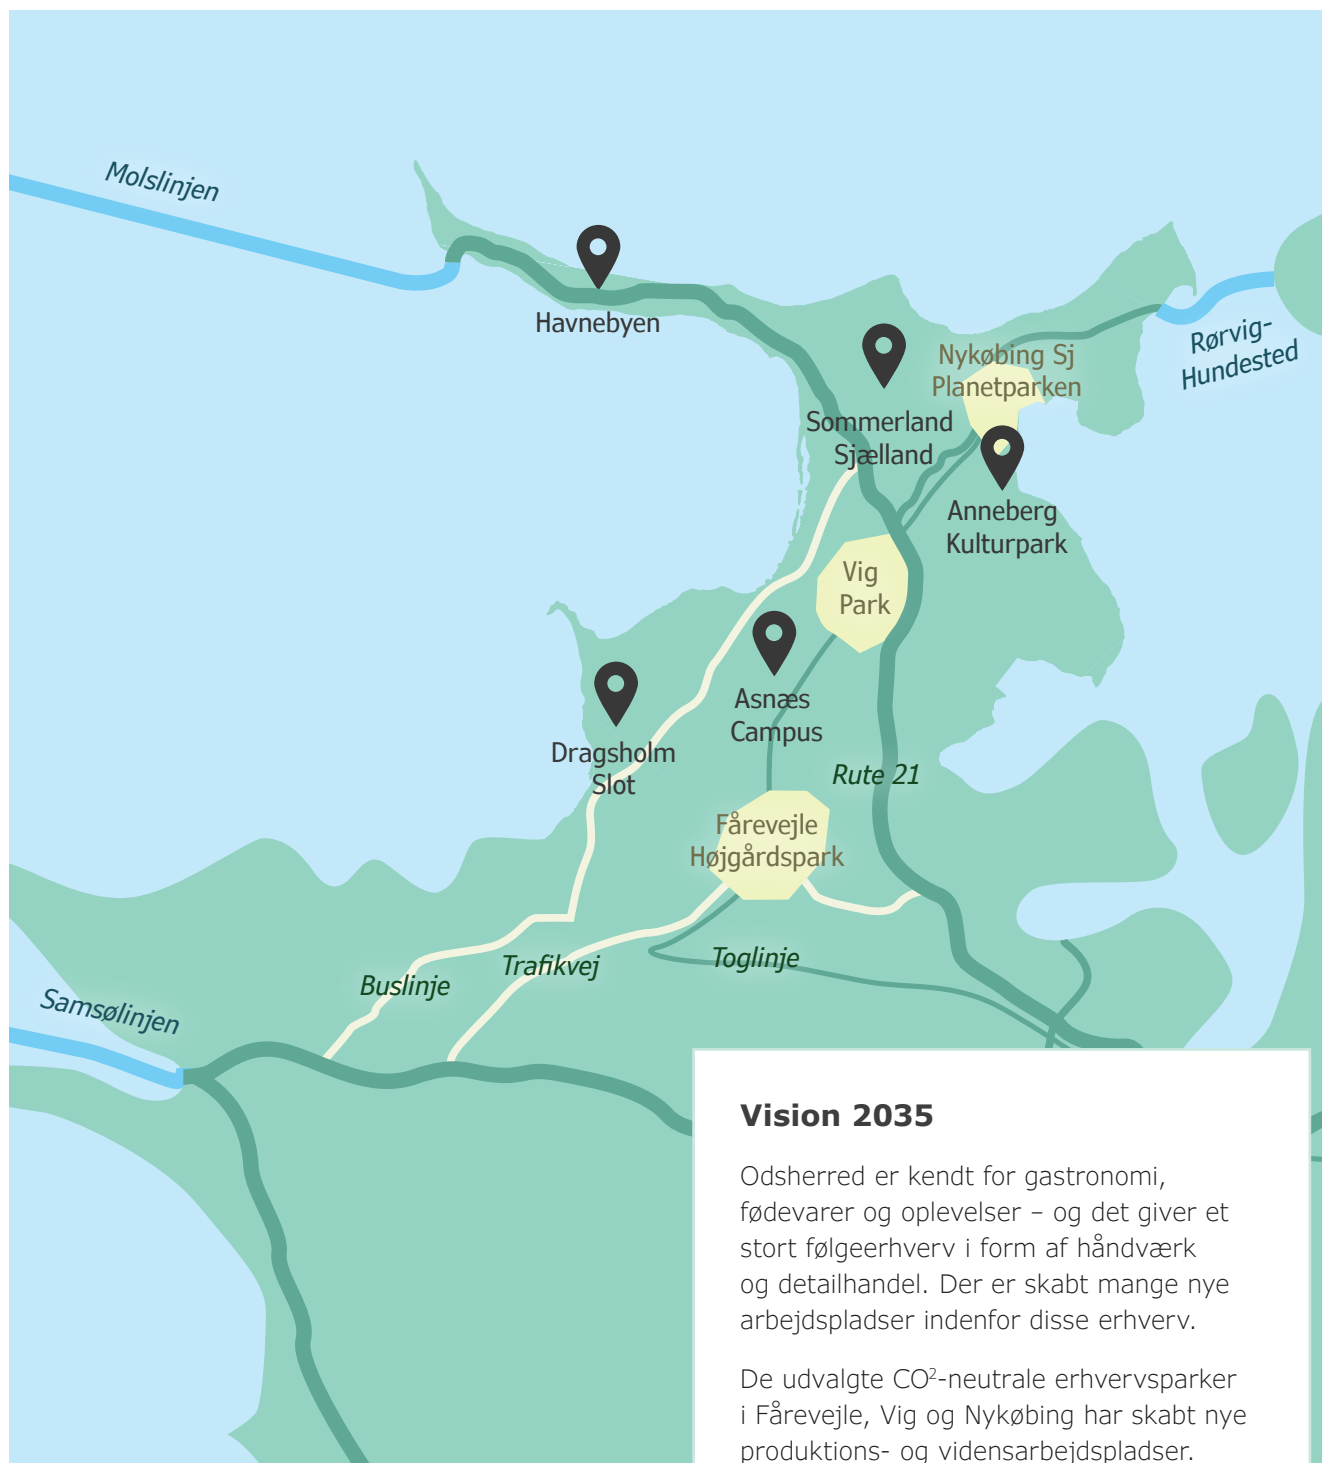 Molslinjen
Havnebyen
Rørvig-
Hundested
Nykøbing Sj
Planetparken
Sommerland
Sjælland
Anneberg
Kulturpark
Vig
Park
Asnæs
Campus
Dragsholm
Slot
Rute 21
Fårevejle
Højgårdspark
Toglinje
Trafikvej
Buslinje
Samsølinjen
Vision 2035
Odsherred er kendt for gastronomi,
fødevarer og oplevelser – og det giver et
stort følgeerhverv i form af håndværk
og detailhandel. Der er skabt mange nye
arbejdspladser indenfor disse erhverv.
De udvalgte CO²-neutrale erhvervsparker
i Fårevejle, Vig og Nykøbing har skabt nye
produktions- og vidensarbejdspladser.